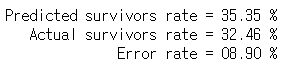 Predicted survivors rate = 35.35 %
Actual survivors rate = 32.46 %
Error rate = 08.90 %